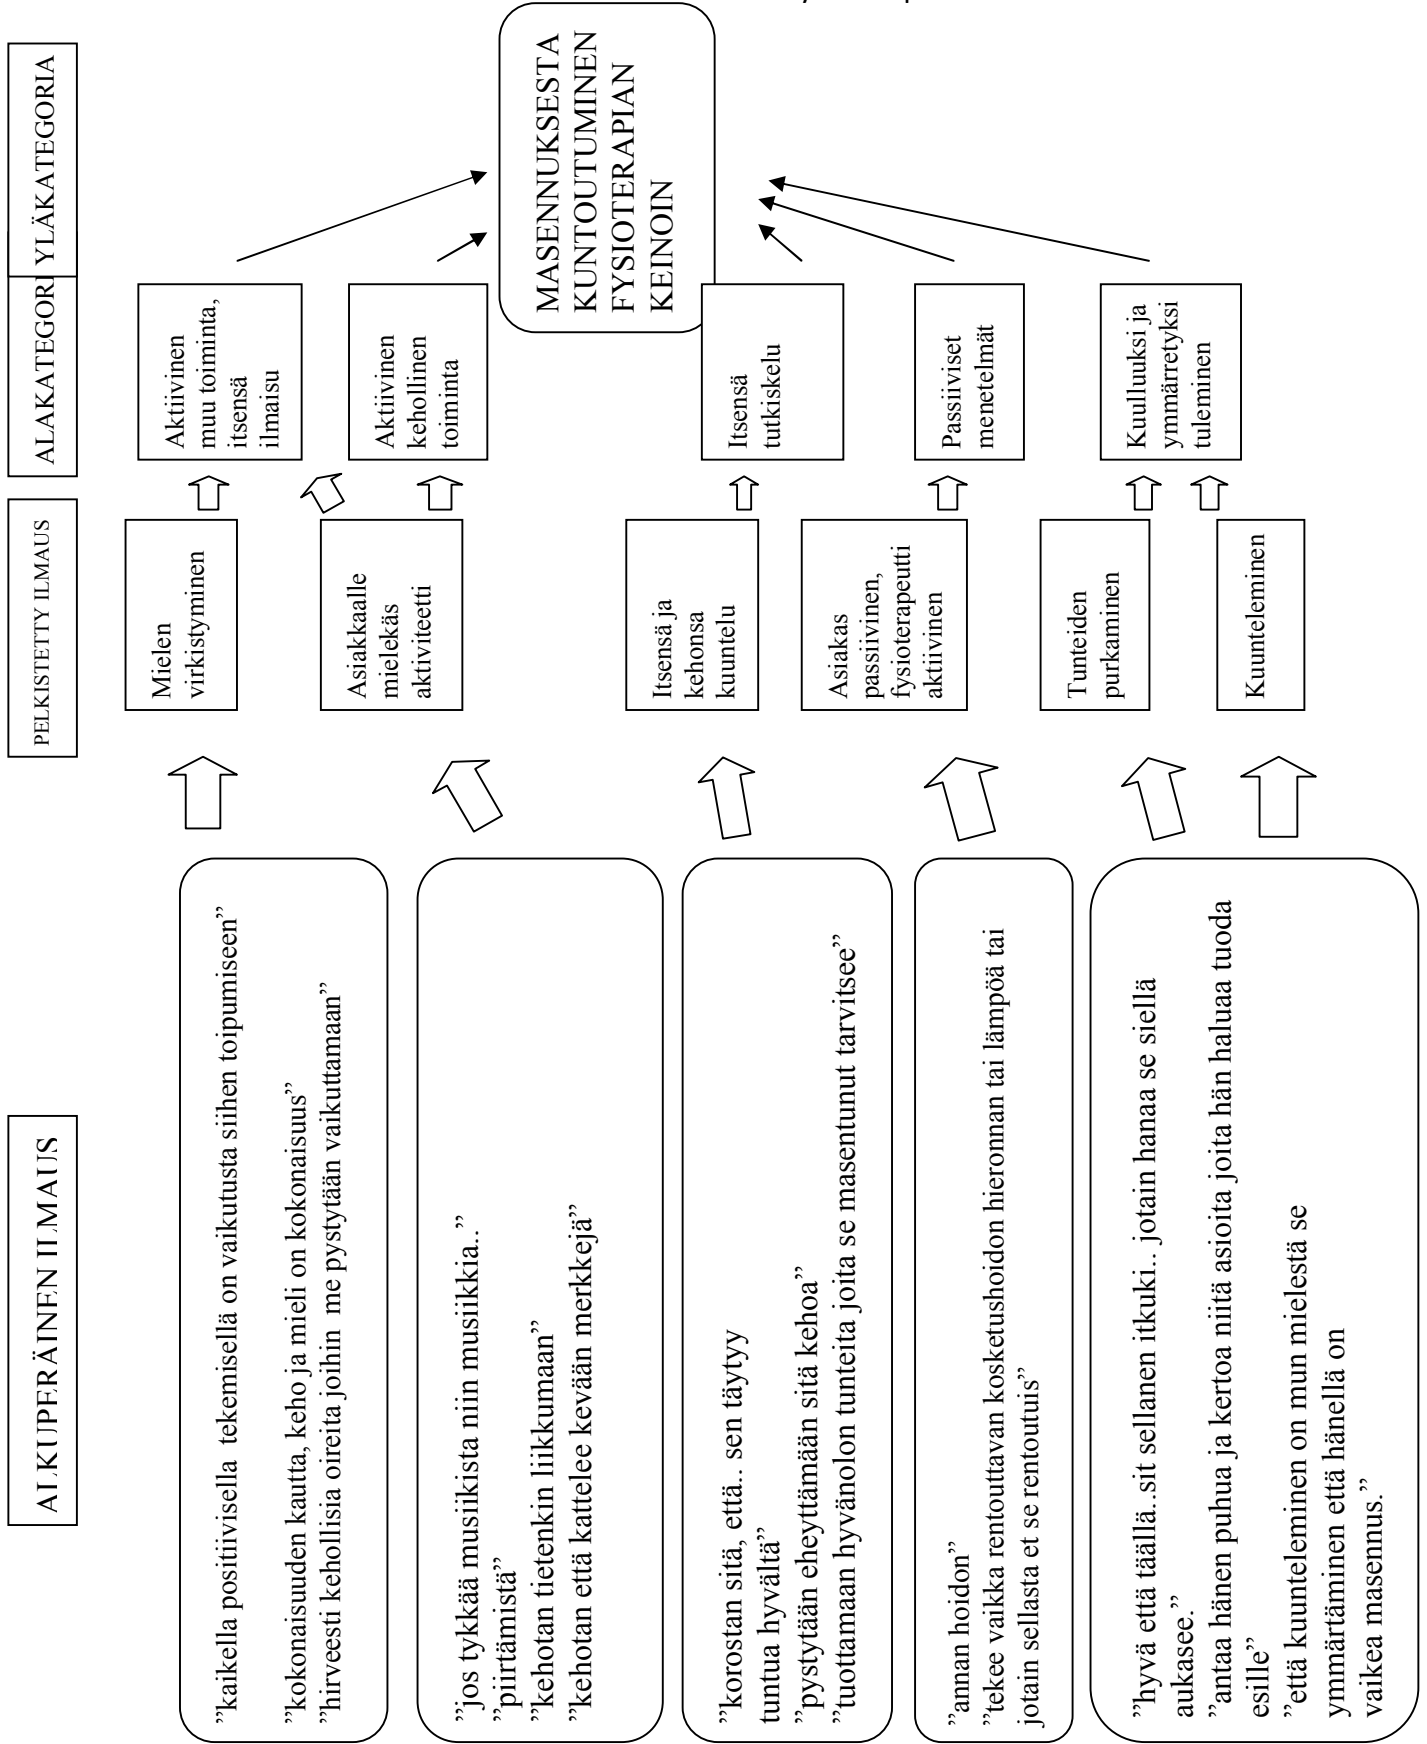 ALKUPERÄINEN ILMAUS
PELKISTETTY ILMAUS
ALAKATEGORI
YLÄKATEGORIA
”kaikella positiivisella tekemisellä on vaikutusta siihen toipumiseen”
”kokonaisuuden kautta, keho ja mieli on kokonaisuus”
”hirveesti kehollisia oireita joihin me pystytään vaikuttamaan”
Mielen
virkistyminen
Aktiivinen
muu toiminta,
itsensä
ilmaisu
”jos tykkää musiikista niin musiikkia..”
”piirtämistä”
”kehotan tietenkin liikkumaan”
”kehotan että kattelee kevään merkkejä”
Asiakkaalle
mielekäs
aktiviteetti
Aktiivinen
kehollinen
toiminta
”korostan sitä, että.. sen täytyy
tuntua hyvältä”
”pystytään eheyttämään sitä kehoa”
”tuottamaan hyvänolon tunteita joita se masentunut tarvitsee”
Itsensä ja
kehonsa
kuuntelu
Itsensä
tutkiskelu
”annan hoidon”
”tekee vaikka rentouttavan kosketushoidon hieronnan tai lämpöä tai
jotain sellasta et se rentoutuis”
Asiakas
passiivinen,
fysioterapeutti
aktiivinen
Passiiviset
menetelmät
”hyvä että täällä..sit sellanen itkuki.. jotain hanaa se siellä
aukasee.”
”antaa hänen puhua ja kertoa niitä asioita joita hän haluaa tuoda
esille”
”että kuunteleminen on mun mielestä se
ymmärtäminen että hänellä on
vaikea masennus.”
Tunteiden
purkaminen
Kuunteleminen
Kuulluuksi ja
ymmärretyksi
tuleminen
MASENNUKSESTA
KUNTOUTUMINEN
FYSIOTERAPIAN
KEINOIN